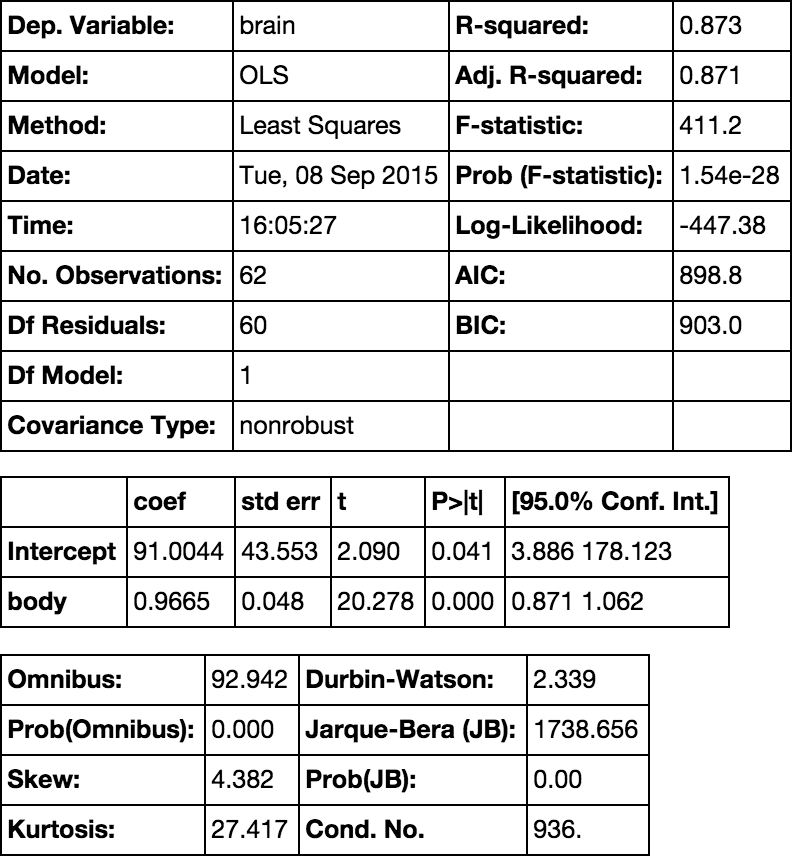 Dep. Variable: brain R-squared: 0.873
Model: OLS Adj. R-squared: 0.871
Method: Least Squares F-statistic: 411.2
Date: Tue, 08 Sep 2015 Prob (F-statistic): 1.54e-28
Time: 16:05:27 Log-Likelihood: -447.38
No. Observations: 62 AIC: 898.8
Df Residuals: 60 BIC: 903.0
Df Model: 1
Covariance Type: nonrobust
coef std err t P>|t| [95.0% Conf. Int.]
Intercept 91.0044 43.553 2.090 0.041 3.886 178.123
body 0.9665 0.048 20.278 0.000 0.871 1.062
Omnibus: 92.942 Durbin-Watson: 2.339
Prob(Omnibus): 0.000 Jarque-Bera (JB): 1738.656
Skew: 4.382 Prob(JB): 0.00
Kurtosis: 27.417 Cond. No. 936.